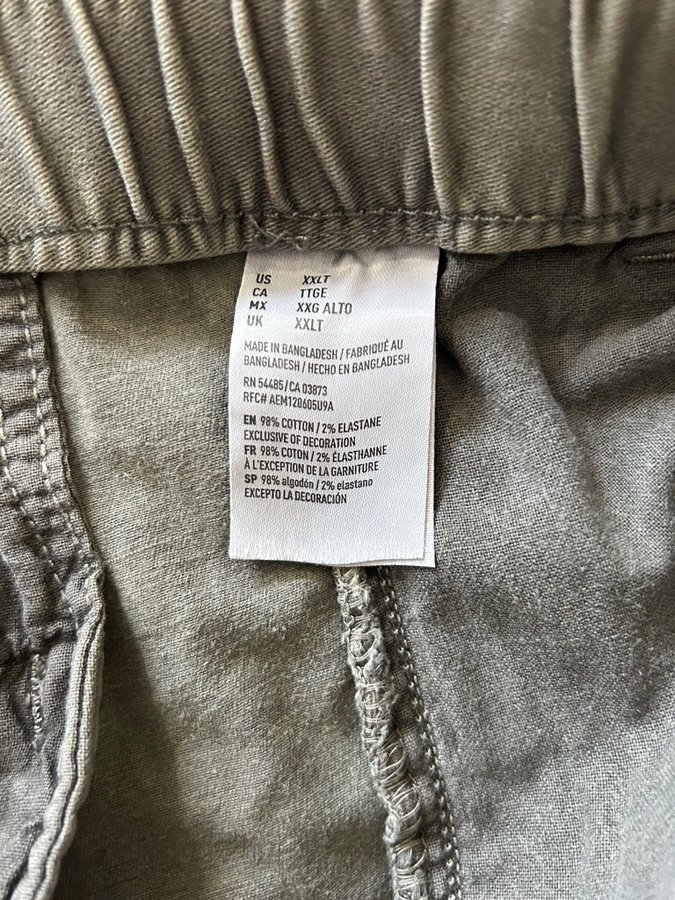 US XXLT
CA TTGE
MX XXG ALTO
UK XXLT
MADE IN BANGLADESH / FABRIQUÉ AU
BANGLADESH / HECHO EN BANGLADESH
RN 54485/CA 03873
RFC# AEM120605U9A
EN 98% COTTON / 2% ELASTANE
EXCLUSIVE OF DECORATION
FR 98% COTON / 2% ÉLASTHANNE
À L'EXCEPTION DE LA GARNITURE
SP 98% algodón / 2% elastano
EXCEPTO LA DECORACIÓN